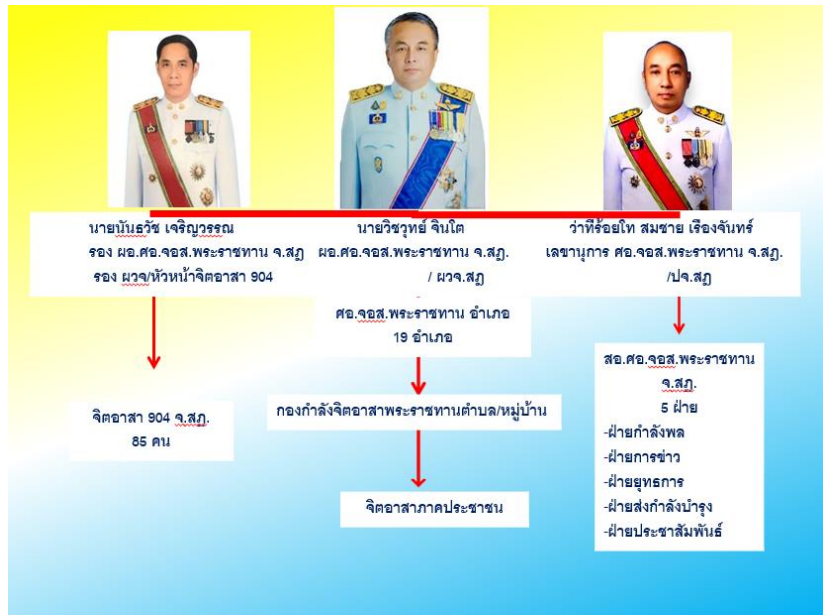 นายนันธวัช เจริญวรรณ
รอง ผอ.ศอ.จอส.พระราชทาน จ.สฎ
รอง ผวจ/หัวหน้าจิตอาสา 904
นายวิชวุทย์ จินโต
ผอ.ศอ.จอส.พระราชทาน จ.สฎ.
/ ผวจ.สฎ
ว่าที่ร้อยโท สมชาย เรืองจันทร์
เลขานุการ ศอ.จอส.พระราชทาน จ.สฎ.
/ปจ.สฎ
จิตอาสา 904 จ.สฎ.
85 คน
ศอ.จอส.พระราชทาน อำเภอ
19 อำเภอ
กองกำลังจิตอาสาพระราชทานตำบล/หมู่บ้าน
จิตอาสาภาคประชาชน
สอ.ศอ.จอส.พระราชทาน
จ.สฎ.
5 ฝ่าย
-ฝ่ายกำลังพล
-ฝ่ายการข่าว
-ฝ่ายยุทธการ
-ฝ่ายส่งกำลังบำรุง
-ฝ่ายประชาสัมพันธ์